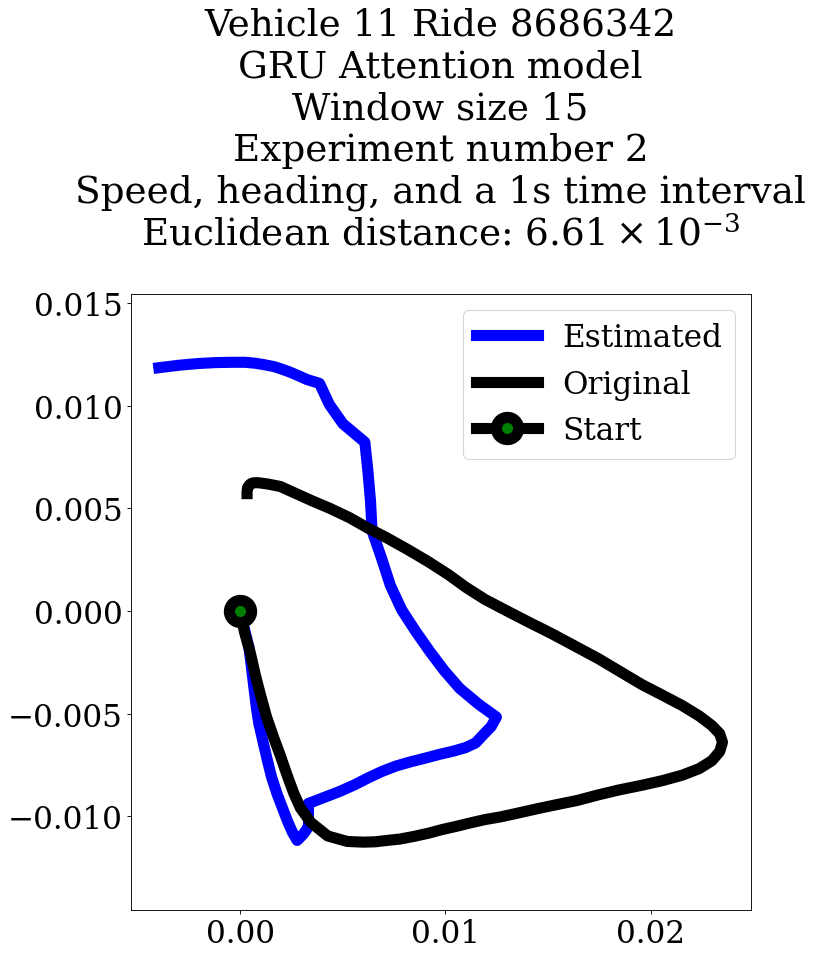 Vehicle 11 Ride 8686342
GRU Attention model
Window size 15
Experiment number 2
Speed, heading, and a 1s time interval
Euclidean distance: 6.61 × 10⁻³
0.015
0.010
0.005
0.000
−0.005
−0.010
Estimated
Original
Start
0.00 0.01 0.02